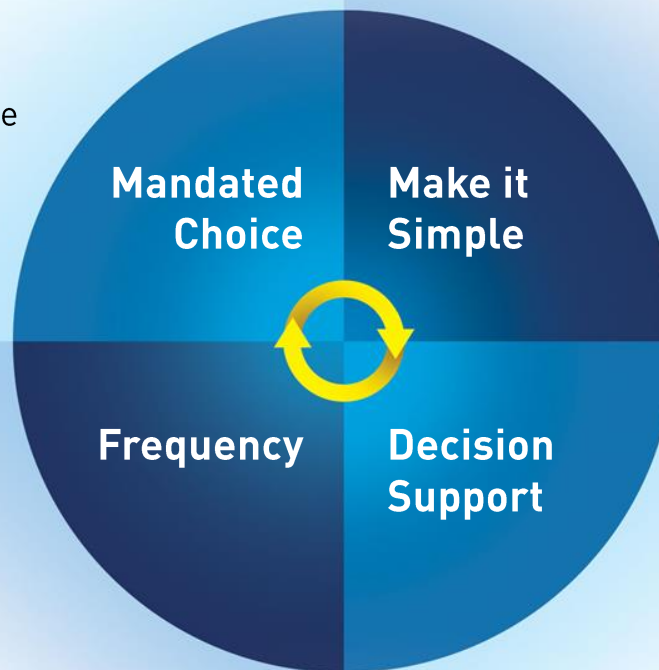 e
Mandated
Choice
Make it
Simple
Frequency
Decision
Support